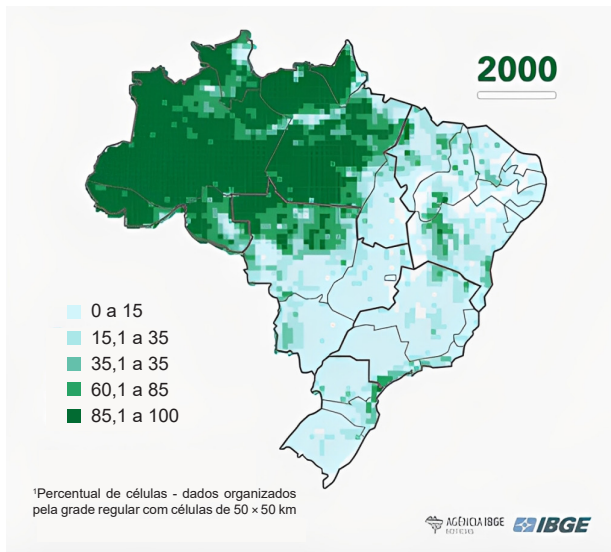 2000
0 a 15
15,1 a 35
35,1 a 35
60,1 a 85
85,1 a 100
¹Percentual de células - dados organizados
pela grade regular com células de 50 × 50 km
AGÊNCIA IBGE
NOTÍCIAS
IBGE